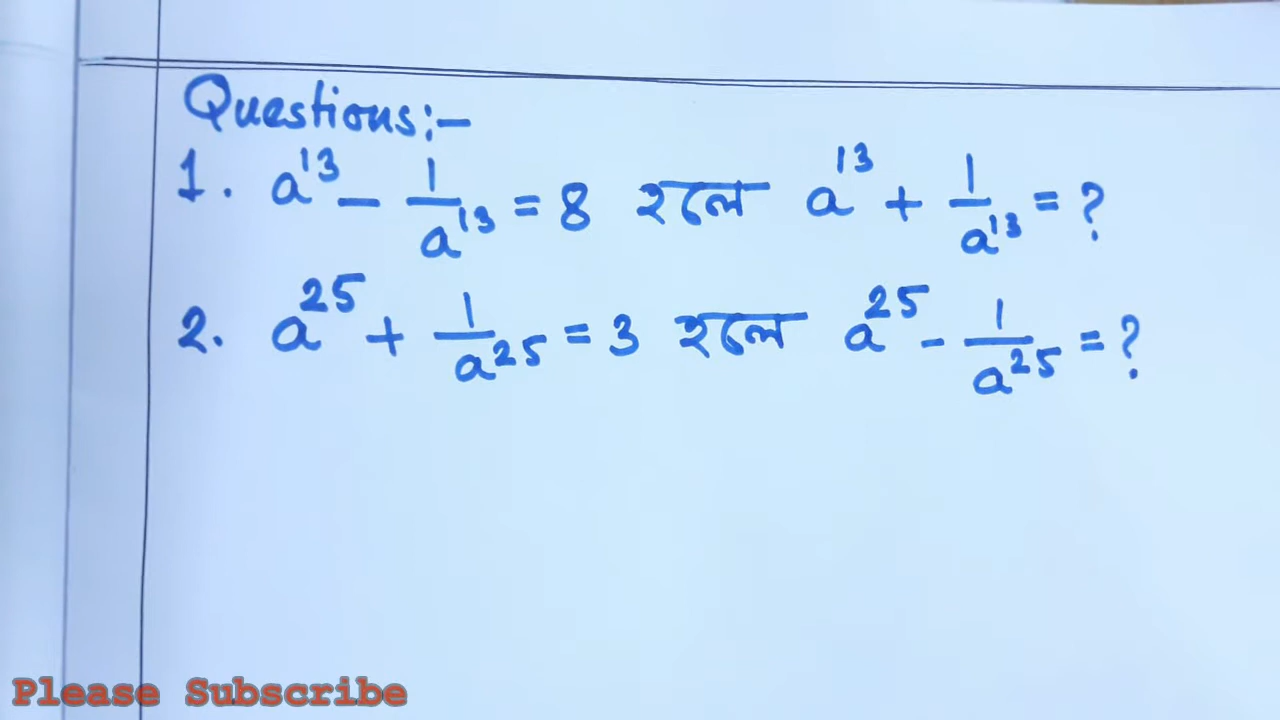 Questions:-
1. a¹³ - 1/a¹³ = 8 হলে a¹³ + 1/a¹³ = ?
2. a²⁵ + 1/a²⁵ = 3 হলে a²⁵ - 1/a²⁵ = ?
Please Subscribe